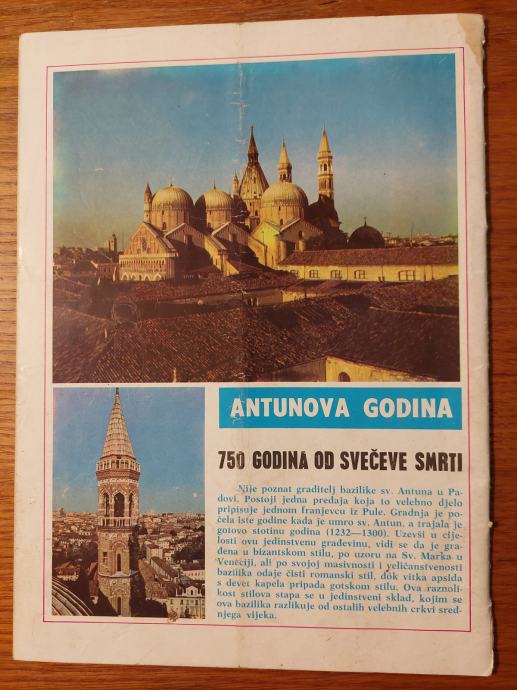 ANTUNOVA GODINA
750 GODINA OD SVEČEVE SMRTI
Nije poznat graditelj bazilike sv. Antuna u Pa-
dovi. Postoji jedna predaja koja to velebno djelo
pripisuje jednom franjevcu iz Pule. Gradnja je po-
čela iste godine kada je umro sv. Antun, a trajala je
gotovo stotinu godina (1232—1300). Uzevši u cije-
losti ovu jedinstvenu građevinu, vidi se da je gra-
đena u bizantskom stilu, po uzoru na Sv. Marka u
Veneciji, ali po svojoj masivnosti i veličanstvenosti
bazilika odaje čisti romanski stil, dok vitka apsida
s devet kapela pripada gotskom stilu. Ova raznoli-
kost stilova stapa se u jedinstveni sklad, kojim se
ova bazilika razlikuje od ostalih velebnih crkvi sred-
njega vijeka.